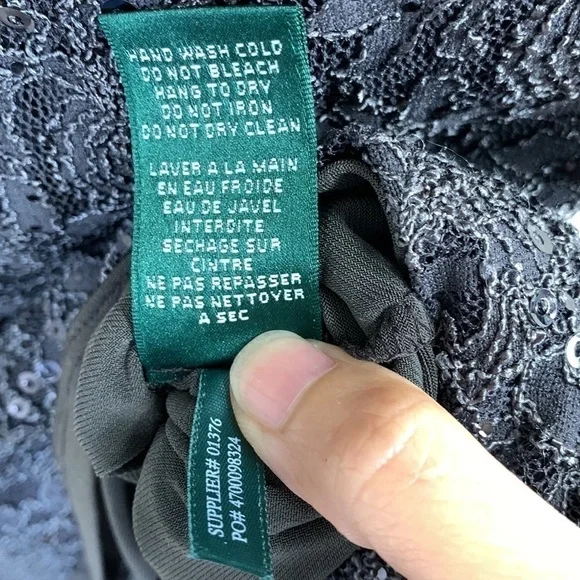 HAND WASH COLD
DO NOT BLEACH
HANG TO DRY
DO NOT IRON
DO NOT DRY CLEAN
LAVER A LA MAIN
EN EAU FROIDE
EAU DE JAVEL
INTERDITE
SECHAGE SUR
CINTRE
NE PAS REPASSER
NE PAS NETTOYER
A SEC
SUPPLIER# 01376
PO# 4700098324